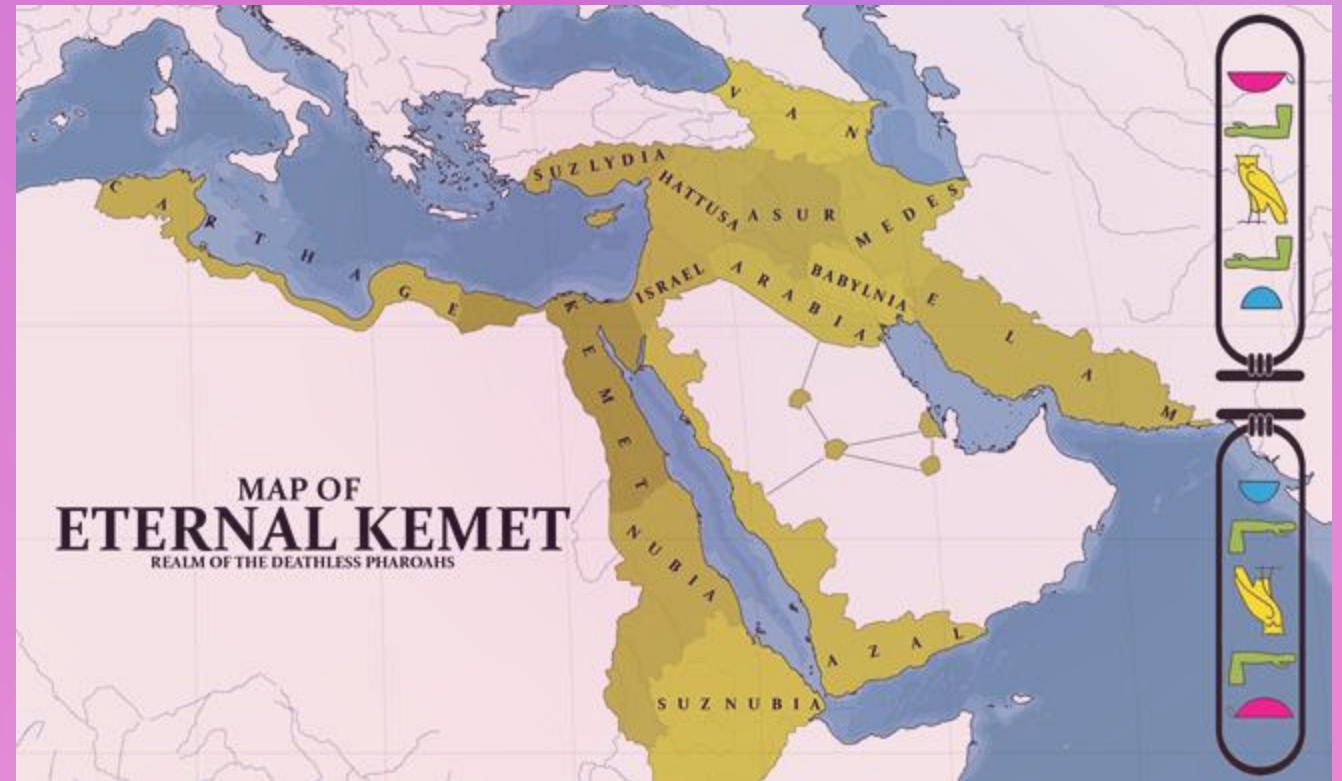 VAN
SUZ LYDIA
HATTUSA
ASUR
MEDES
CARTHAGE
ISRAEL
ARABIA
BABYLNIA
ELAM
KEMET
MAP OF
ETERNAL KEMET
REALM OF THE DEATHLESS PHAROAHS
NUBIA
AZAL
SUZ NUBIA